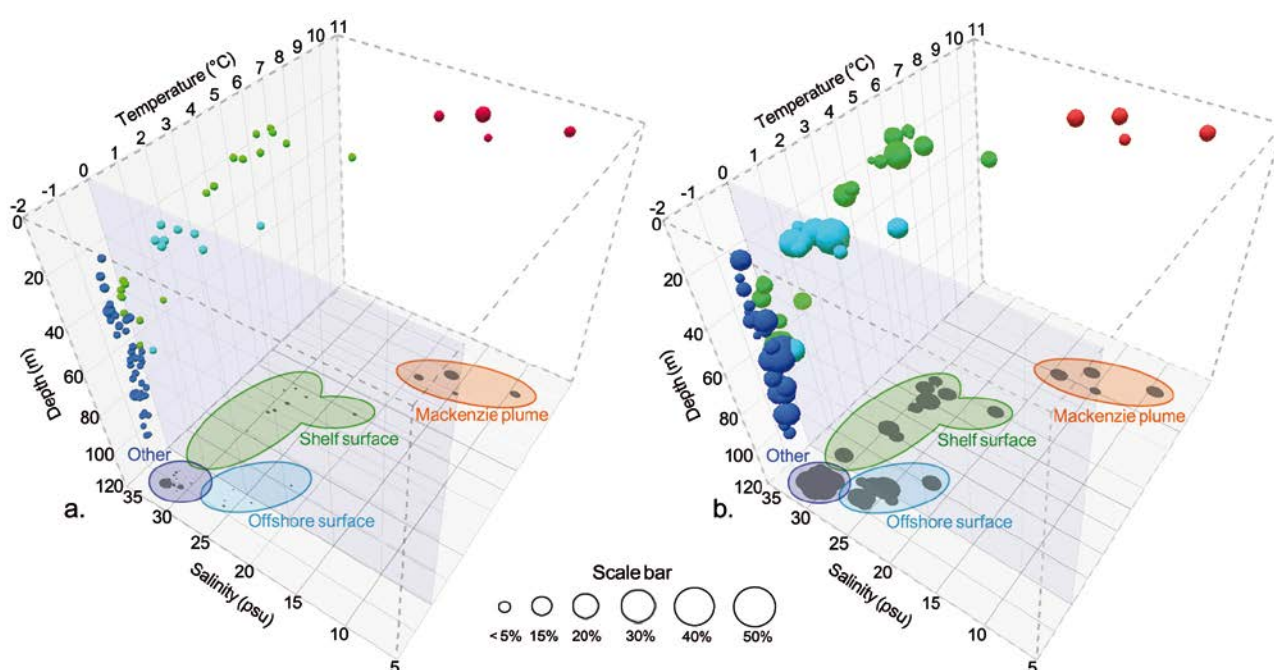 Temperature (°C)
-2 -1 0 1 2 3 4 5 6 7 8 9 10 11
Depth (m)
0 20 40 60 80 100 120
Salinity (psu)
35 30 25 20 15 10 5
Mackenzie plume
Shelf surface
Other
Offshore surface
a.
Temperature (°C)
-2 -1 0 1 2 3 4 5 6 7 8 9 10 11
Depth (m)
0 20 40 60 80 100 120
Salinity (psu)
35 30 25 20 15 10 5
Mackenzie plume
Shelf surface
Other
Offshore surface
b.
Scale bar
<5% 15% 20% 30% 40% 50%